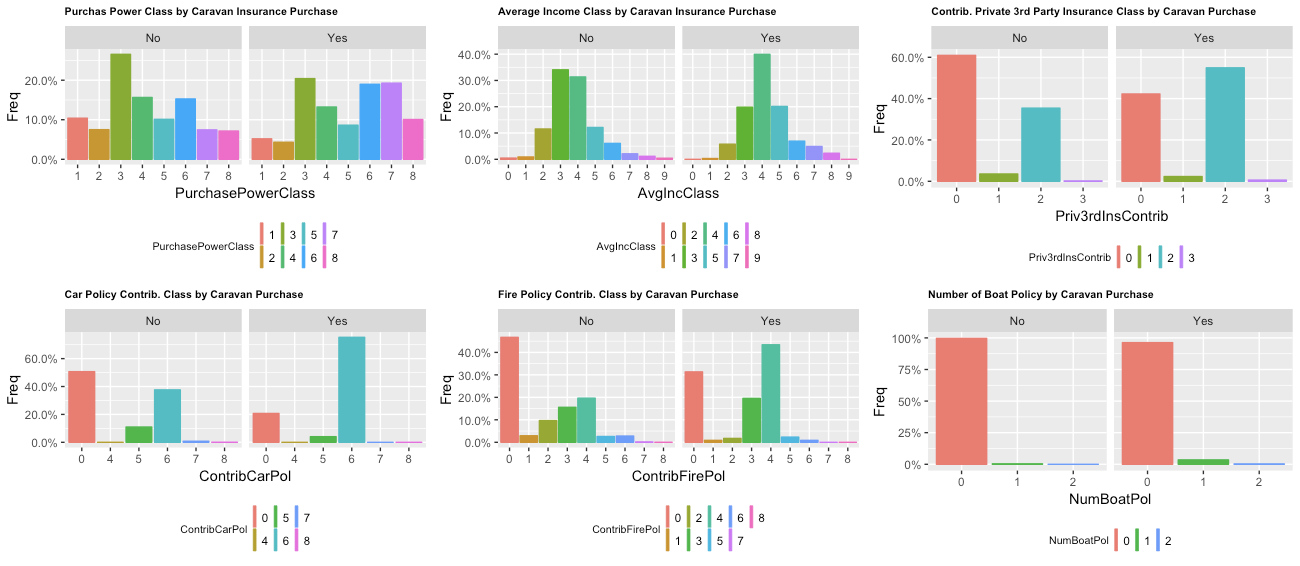 Purchas Power Class by Caravan Insurance Purchase
No Yes
Freq
20.0%
10.0%
0.0%
1 2 3 4 5 6 7 8 1 2 3 4 5 6 7 8
PurchasePowerClass
PurchasePowerClass 1 3 5 7
2 4 6 8
Average Income Class by Caravan Insurance Purchase
No Yes
Freq
40.0%
30.0%
20.0%
10.0%
0.0%
0 1 2 3 4 5 6 7 8 9 0 1 2 3 4 5 6 7 8 9
AvgIncClass
AvgIncClass 0 2 4 6 8
1 3 5 7 9
Contrib. Private 3rd Party Insurance Class by Caravan Purchase
No Yes
Freq
60.0%
40.0%
20.0%
0.0%
0 1 2 3 0 1 2 3
Priv3rdInsContrib
Priv3rdInsContrib 0 1 2 3
Car Policy Contrib. Class by Caravan Purchase
No Yes
Freq
60.0%
40.0%
20.0%
0.0%
0 4 5 6 7 8 0 4 5 6 7 8
ContribCarPol
ContribCarPol 0 5 7
4 6 8
Fire Policy Contrib. Class by Caravan Purchase
No Yes
Freq
40.0%
30.0%
20.0%
10.0%
0.0%
0 1 2 3 4 5 6 7 8 0 1 2 3 4 5 6 7 8
ContribFirePol
ContribFirePol 0 2 4 6 8
1 3 5 7
Number of Boat Policy by Caravan Purchase
No Yes
Freq
100%
75%
50%
25%
0%
0 1 2 0 1 2
NumBoatPol
NumBoatPol 0 1 2